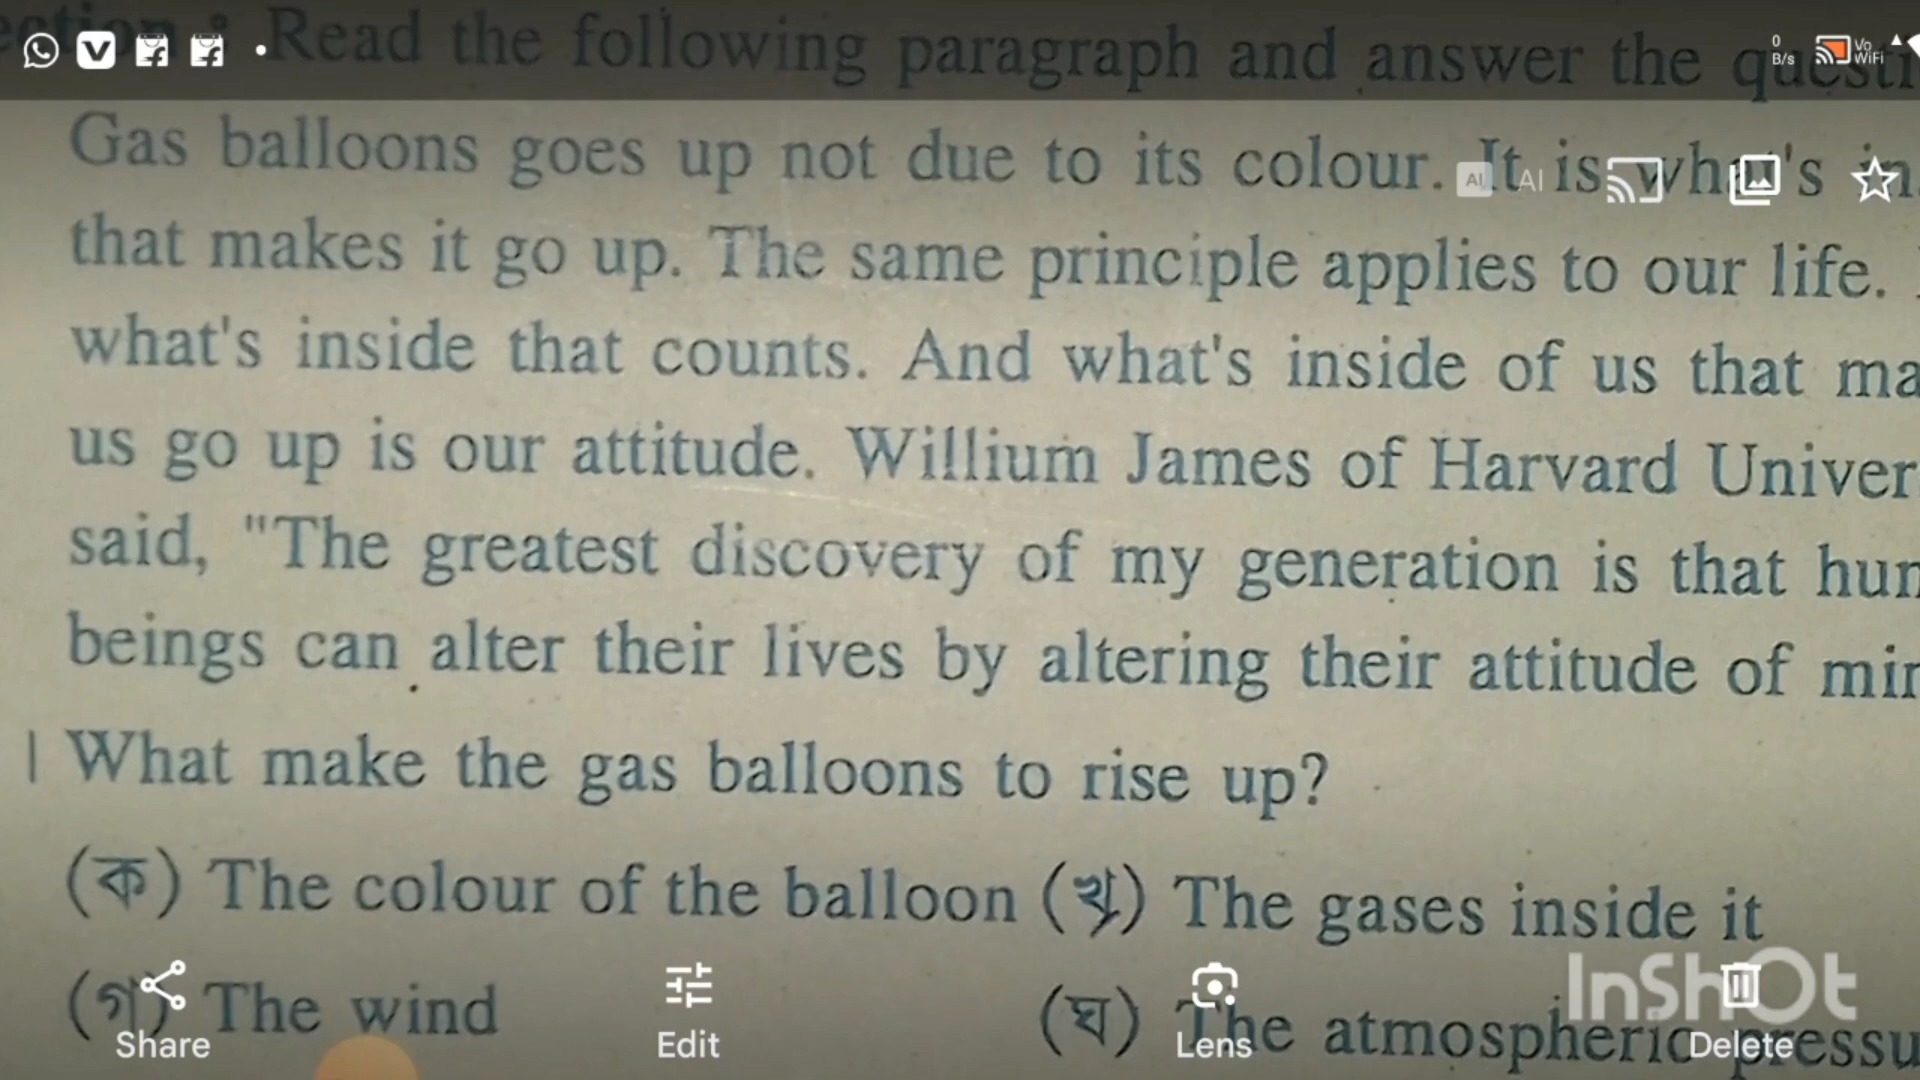 Read the following paragraph and answer the
0 B/s Vo WiFi
Gas balloons goes up not due to its colour. It is what's
AI AI
that makes it go up. The same principle applies to our life.
what's inside that counts. And what's inside of us that
us go up is our attitude. Willium James of Harvard
said, "The greatest discovery of my generation is that
beings can alter their lives by altering their attitude of
| What make the gas balloons to rise up?
(ক) The colour of the balloon (খ) The gases inside it
(গ) The wind (ঘ) The atmospheric
InShOt
Share Edit Lens Delete